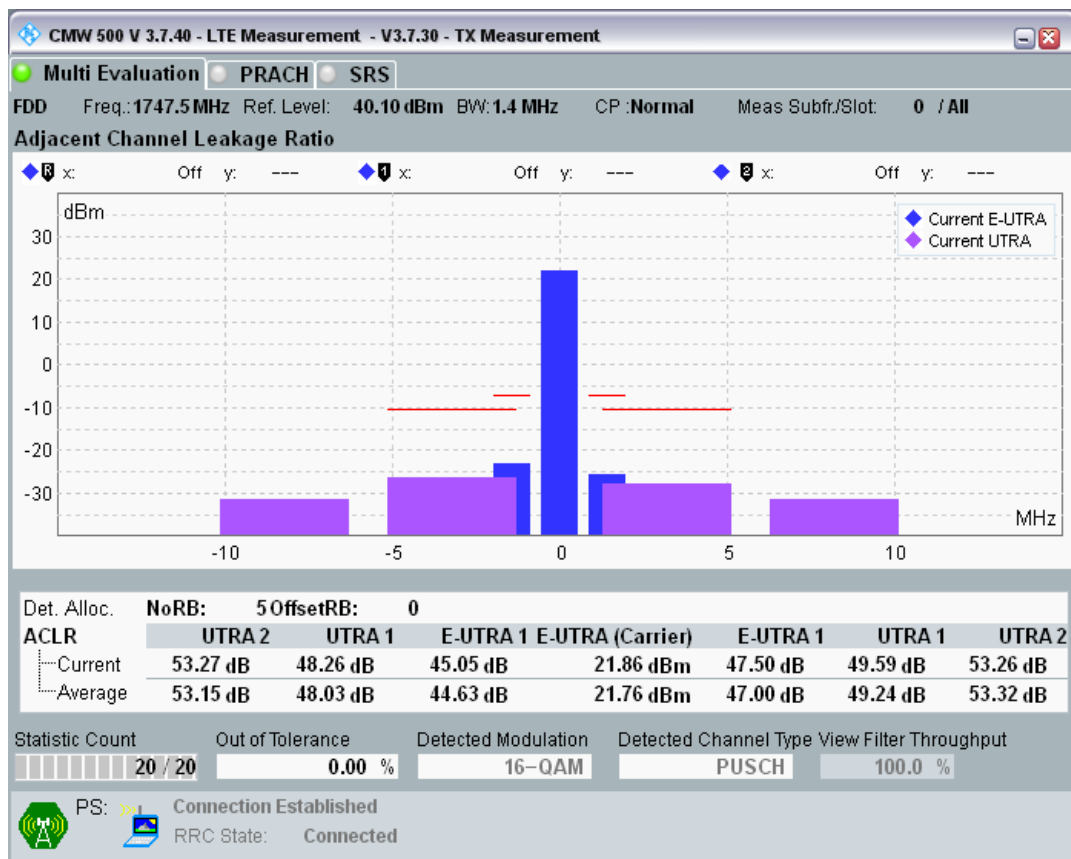 CMW 500 V 3.7.40 - LTE Measurement - V3.7.30 - TX Measurement
Multi Evaluation PRACH SRS
FDD Freq.: 1747.5 MHz Ref. Level: 40.10 dBm BW: 1.4 MHz CP :Normal Meas Subfr./Slot: 0 / All
Adjacent Channel Leakage Ratio
R x: Off y: --- 1 x: Off y: --- 2 x: Off y: ---
dBm
Current E-UTRA
Current UTRA
30
20
10
0
-10
-20
-30
MHz
-10 -5 0 5 10
Det. Alloc. NoRB: 5 OffsetRB: 0
ACLR UTRA 2 UTRA 1 E-UTRA 1 E-UTRA (Carrier) E-UTRA 1 UTRA 1 UTRA 2
Current 53.27 dB 48.26 dB 45.05 dB 21.86 dBm 47.50 dB 49.59 dB 53.26 dB
Average 53.15 dB 48.03 dB 44.63 dB 21.76 dBm 47.00 dB 49.24 dB 53.32 dB
Statistic Count Out of Tolerance Detected Modulation Detected Channel Type View Filter Throughput
20 / 20 0.00 % 16-QAM PUSCH 100.0 %
PS: Connection Established
RRC State: Connected